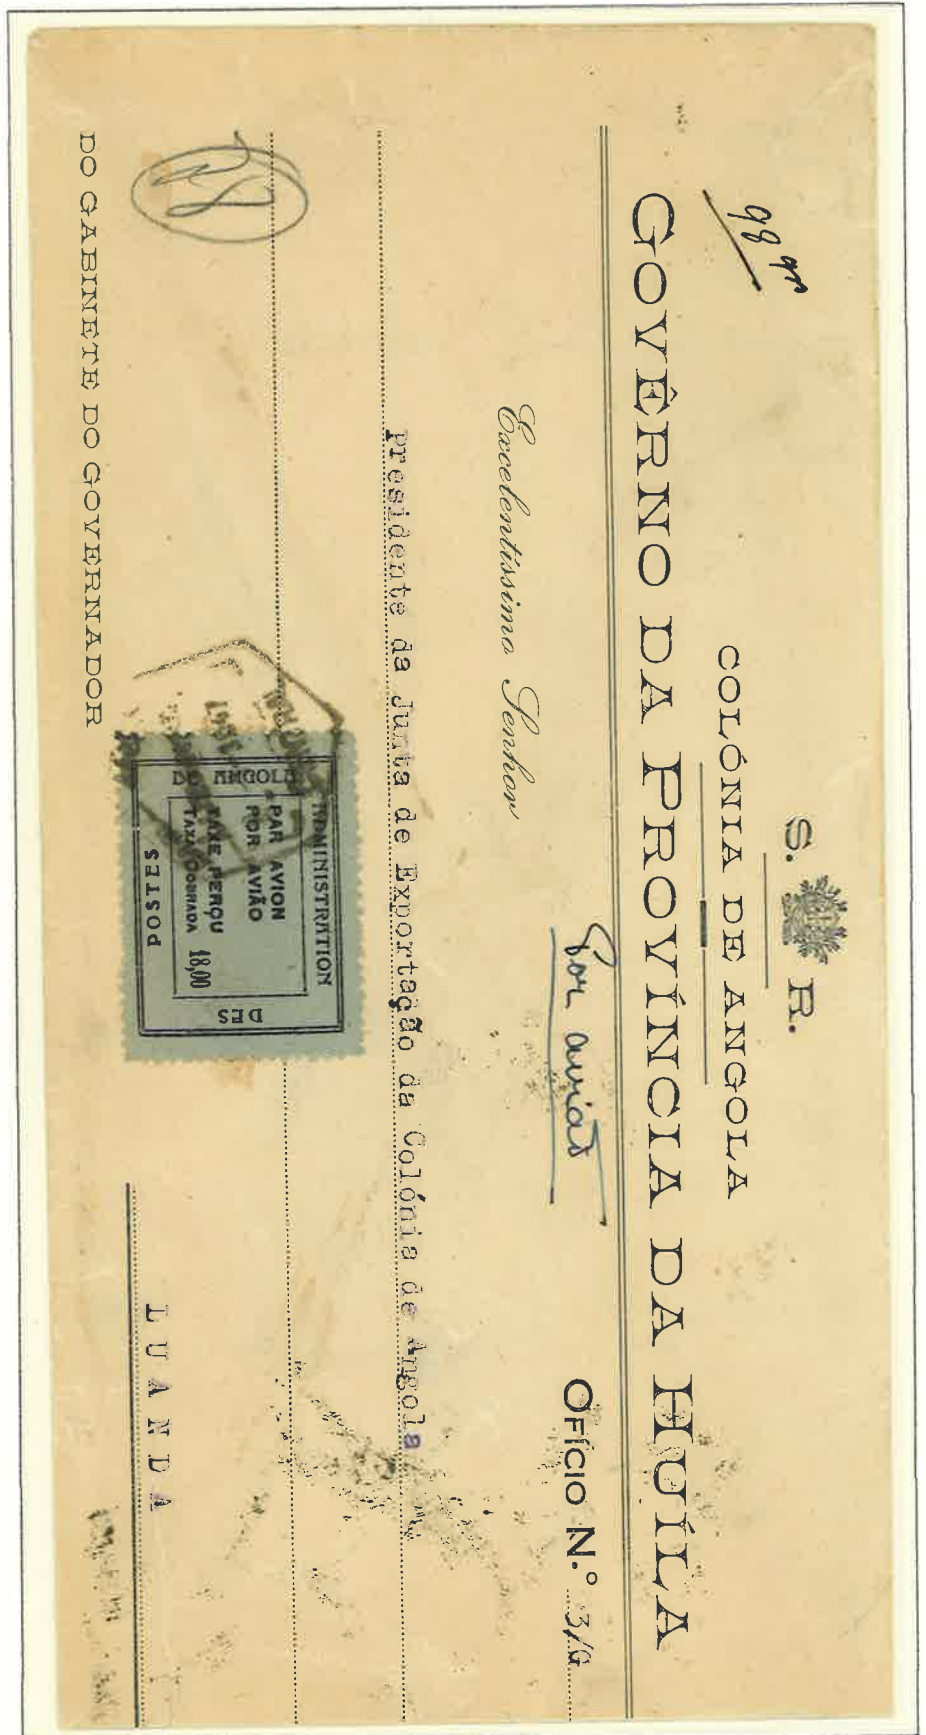 98 gr
S. R.
COLÓNIA DE ANGOLA
GOVÊRNO DA PROVÍNCIA DA HUÍLA
OFÍCIO N.º 3/G
Por avião
Excelentíssimo Senhor
Presidente da Junta de Exportação da Colónia de Angola
ADMINISTRATION
DES
POSTES
DE ANGOLA
PAR AVION
POR AVIÃO
TAXE PERÇU
TAXA COBRADA 18,00
LUANDA
DO GABINETE DO GOVERNADOR